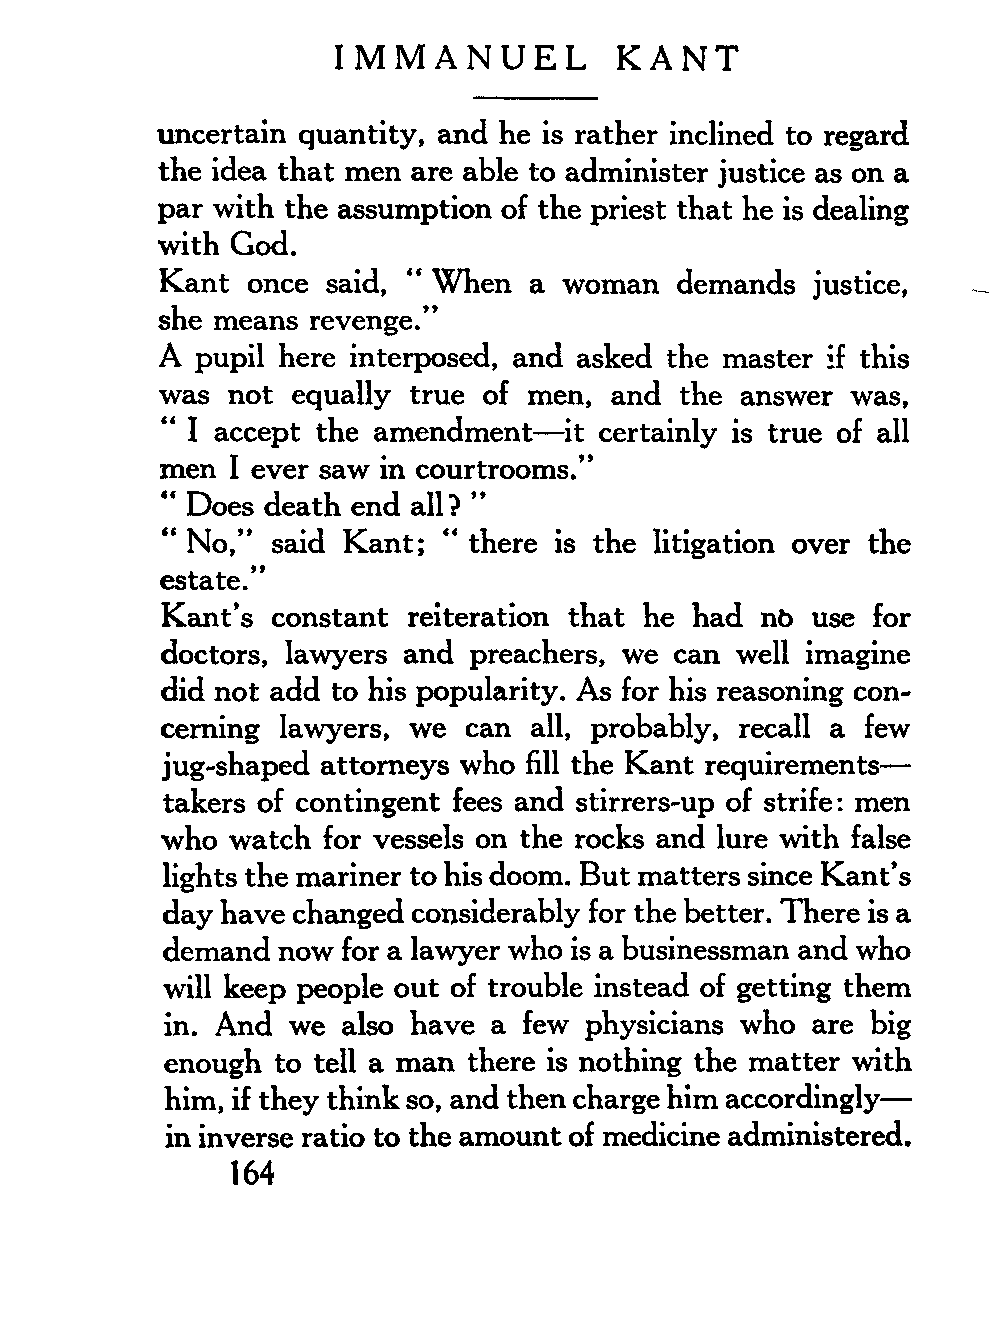 IMMANUEL KANT
uncertain quantity, and he is rather inclined to regard
the idea that men are able to administer justice as on a
par with the assumption of the priest that he is dealing
with God.
Kant once said, “ When a woman demands justice,
she means revenge.”
A pupil here interposed, and asked the master if this
was not equally true of men, and the answer was,
“ I accept the amendment—it certainly is true of all
men I ever saw in courtrooms.”
“ Does death end all? ”
“ No,” said Kant; “ there is the litigation over the
estate.”
Kant’s constant reiteration that he had no use for
doctors, lawyers and preachers, we can well imagine
did not add to his popularity. As for his reasoning con-
cerning lawyers, we can all, probably, recall a few
jug-shaped attorneys who fill the Kant requirements—
takers of contingent fees and stirrers-up of strife: men
who watch for vessels on the rocks and lure with false
lights the mariner to his doom. But matters since Kant’s
day have changed considerably for the better. There is a
demand now for a lawyer who is a businessman and who
will keep people out of trouble instead of getting them
in. And we also have a few physicians who are big
enough to tell a man there is nothing the matter with
him, if they think so, and then charge him accordingly—
in inverse ratio to the amount of medicine administered.
164